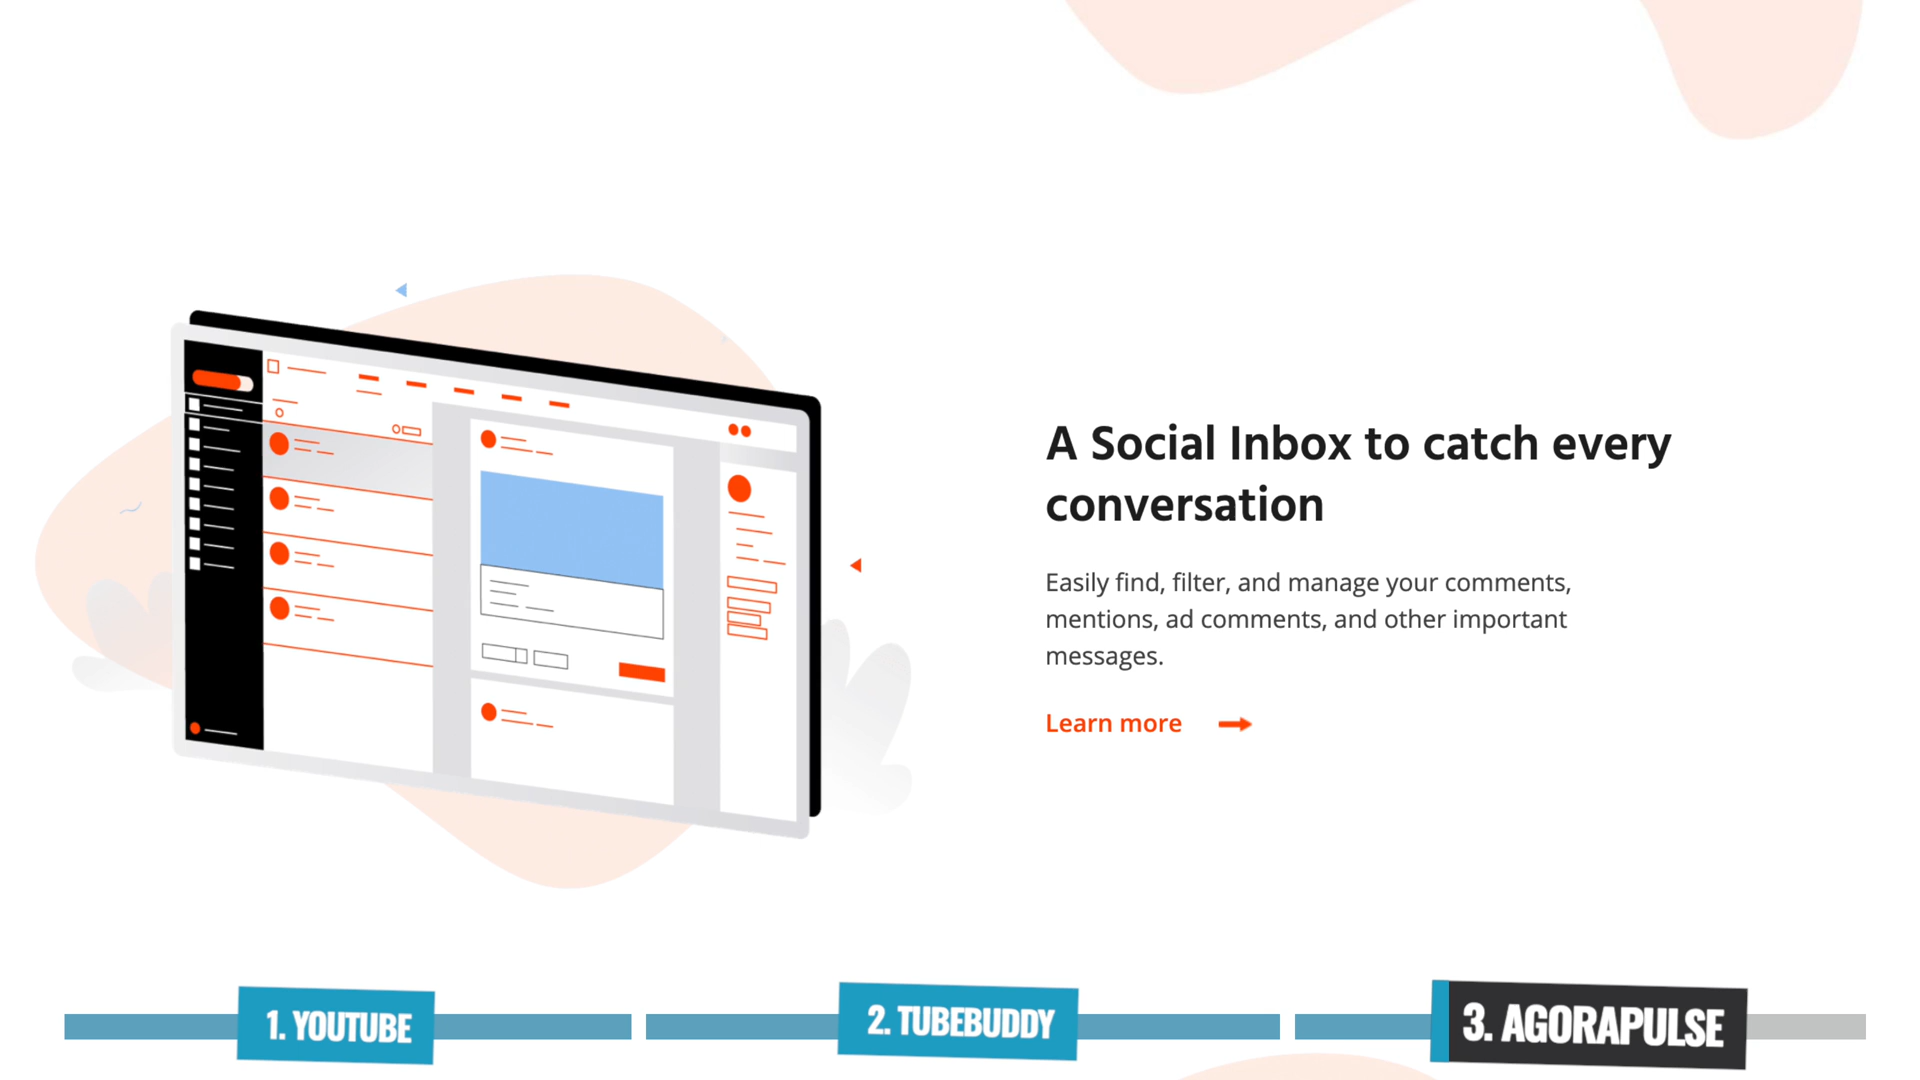 A Social Inbox to catch every
conversation
Easily find, filter, and manage your comments,
mentions, ad comments, and other important
messages.
Learn more
1. YOUTUBE
2. TUBEBUDDY
3. AGORAPULSE